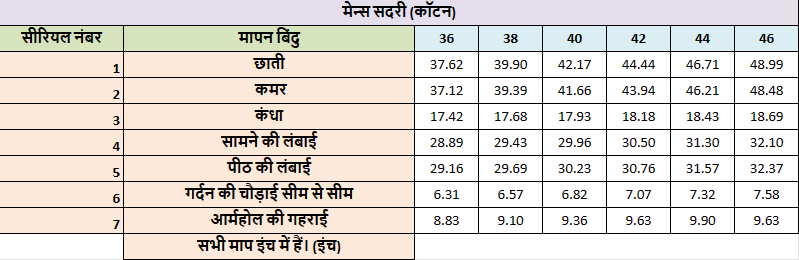 मेन्स सदरी (कॉटन)
सीरियल नंबर मापन बिंदु 36 38 40 42 44 46
1 छाती 37.62 39.90 42.17 44.44 46.71 48.99
2 कमर 37.12 39.39 41.66 43.94 46.21 48.48
3 कंधा 17.42 17.68 17.93 18.18 18.43 18.69
4 सामने की लंबाई 28.89 29.43 29.96 30.50 31.30 32.10
5 पीठ की लंबाई 29.16 29.69 30.23 30.76 31.57 32.37
6 गर्दन की चौड़ाई सीम से सीम 6.31 6.57 6.82 7.07 7.32 7.58
7 आर्महोल की गहराई 8.83 9.10 9.36 9.63 9.90 9.63
सभी माप इंच में हैं। (इंच)